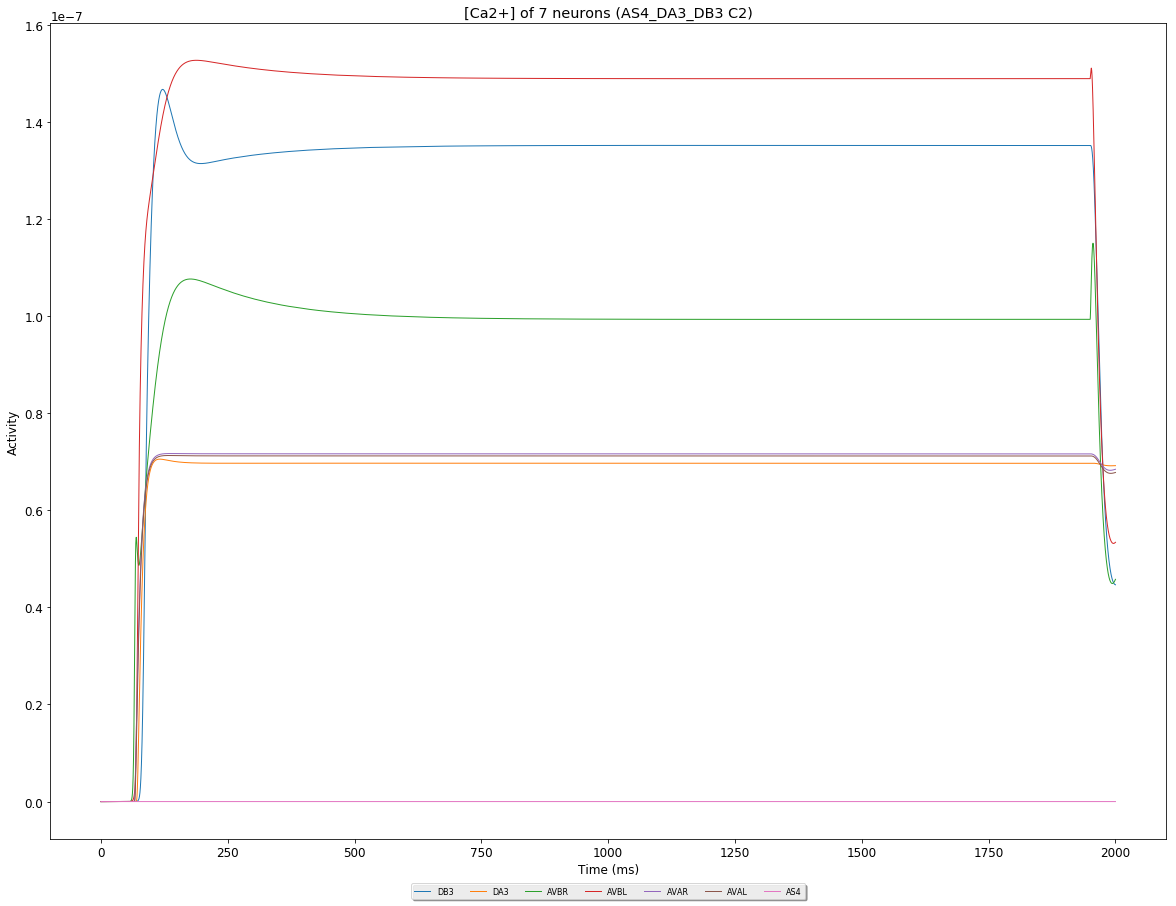 [Ca2+] of 7 neurons (AS4_DA3_DB3 C2)
1e−7
1.6
1.4
1.2
1.0
0.8
0.6
0.4
0.2
0.0
Activity
0 250 500 750 1000 1250 1500 1750 2000
Time (ms)
DB3 DA3 AVBR AVBL AVAR AVAL AS4